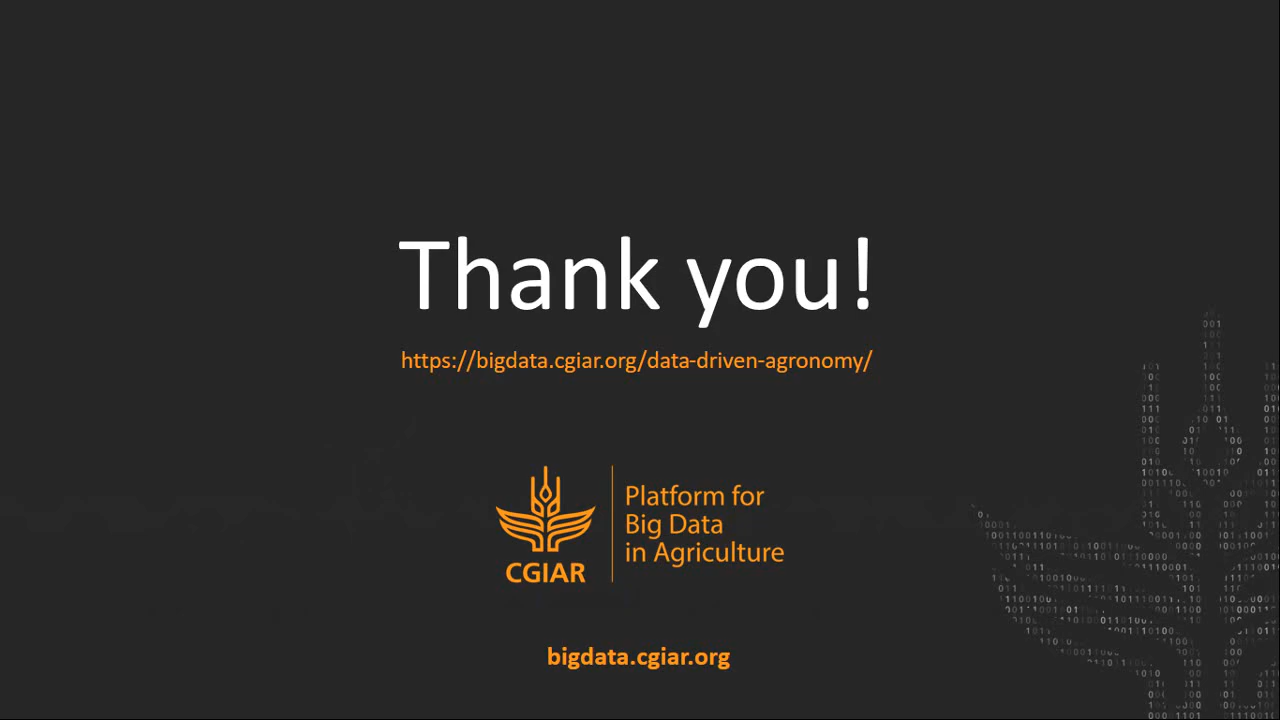 Thank you!
https://bigdata.cgiar.org/data-driven-agronomy/
Platform for
Big Data
in Agriculture
CGIAR
bigdata.cgiar.org